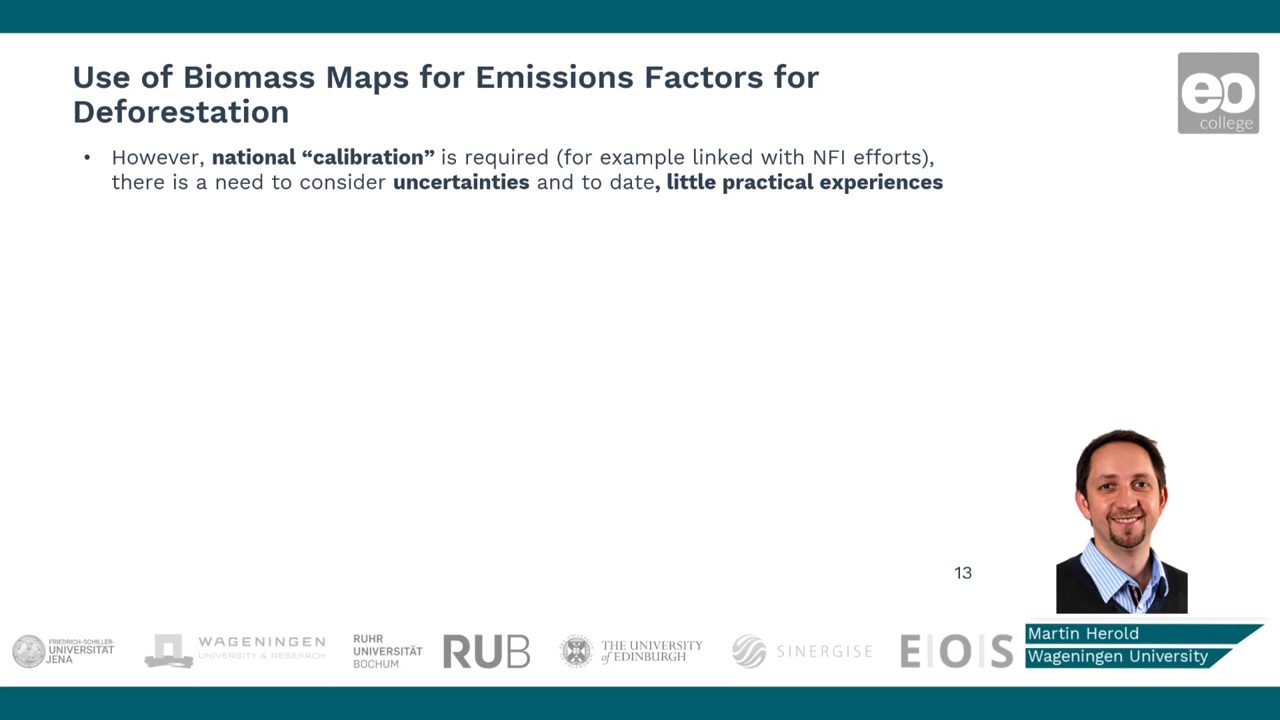 Use of Biomass Maps for Emissions Factors for
Deforestation
eo
college
• However, national “calibration” is required (for example linked with NFI efforts),
there is a need to consider uncertainties and to date, little practical experiences
13
FRIEDRICH-SCHILLER-
UNIVERSITÄT
JENA
WAGENINGEN
UNIVERSITY & RESEARCH
RUHR
UNIVERSITÄT
BOCHUM
RUB
THE UNIVERSITY
of EDINBURGH
SINERGISE
E|O|S
Martin Herold
Wageningen University